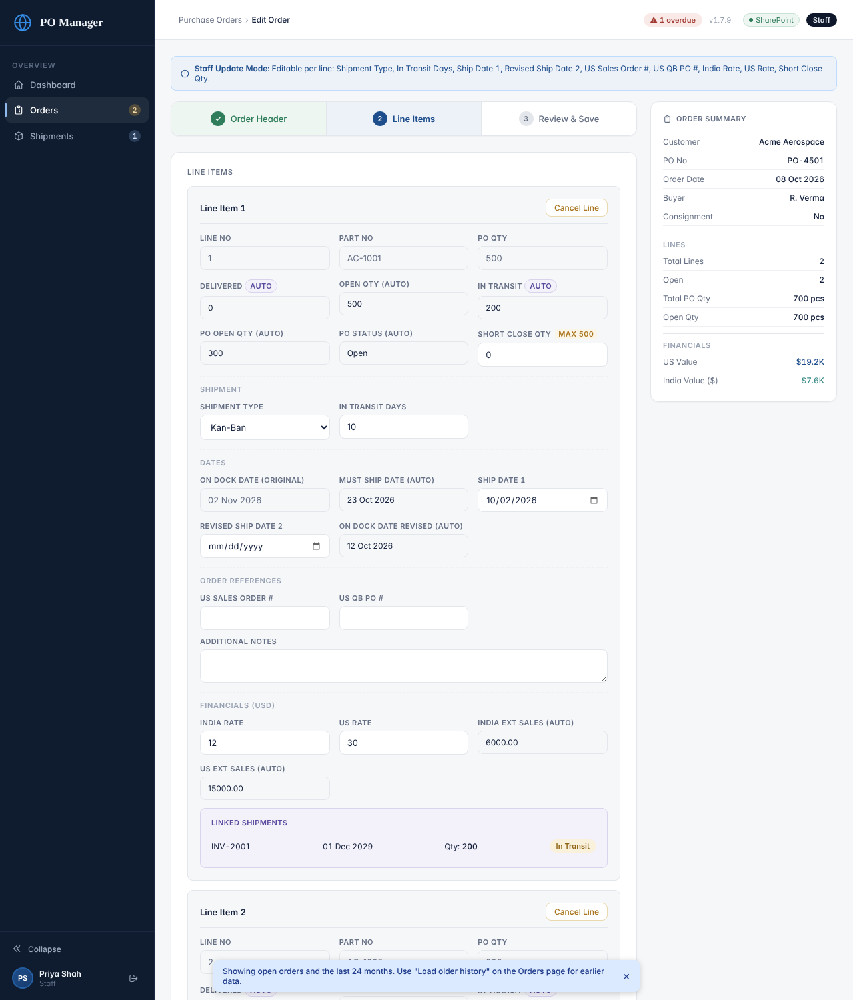 PO Manager
OVERVIEW
Dashboard
Orders 2
Shipments 1
Collapse
PS Priya Shah
Staff
Purchase Orders › Edit Order
1 overdue v1.7.9 SharePoint Staff
Staff Update Mode: Editable per line: Shipment Type, In Transit Days, Ship Date 1, Revised Ship Date 2, US Sales Order #, US QB PO #, India Rate, US Rate, Short Close
Qty.
Order Header 2 Line Items 3 Review & Save
LINE ITEMS
Line Item 1 Cancel Line
LINE NO PART NO PO QTY
1 AC-1001 500
DELIVERED AUTO OPEN QTY (AUTO) IN TRANSIT AUTO
0 500 200
PO OPEN QTY (AUTO) PO STATUS (AUTO) SHORT CLOSE QTY MAX 500
300 Open 0
SHIPMENT
SHIPMENT TYPE IN TRANSIT DAYS
Kan-Ban 10
DATES
ON DOCK DATE (ORIGINAL) MUST SHIP DATE (AUTO) SHIP DATE 1
02 Nov 2026 23 Oct 2026 10/02/2026
REVISED SHIP DATE 2 ON DOCK DATE REVISED (AUTO)
mm/dd/yyyy 12 Oct 2026
ORDER REFERENCES
US SALES ORDER # US QB PO #
ADDITIONAL NOTES
FINANCIALS (USD)
INDIA RATE US RATE INDIA EXT SALES (AUTO)
12 30 6000.00
US EXT SALES (AUTO)
15000.00
LINKED SHIPMENTS
INV-2001 01 Dec 2029 Qty: 200 In Transit
Line Item 2 Cancel Line
LINE NO PART NO PO QTY
2
Showing open orders and the last 24 months. Use "Load older history" on the Orders page for earlier
data.
ORDER SUMMARY
Customer Acme Aerospace
PO No PO-4501
Order Date 08 Oct 2026
Buyer R. Verma
Consignment No
LINES
Total Lines 2
Open 2
Total PO Qty 700 pcs
Open Qty 700 pcs
FINANCIALS
US Value $19.2K
India Value ($) $7.6K